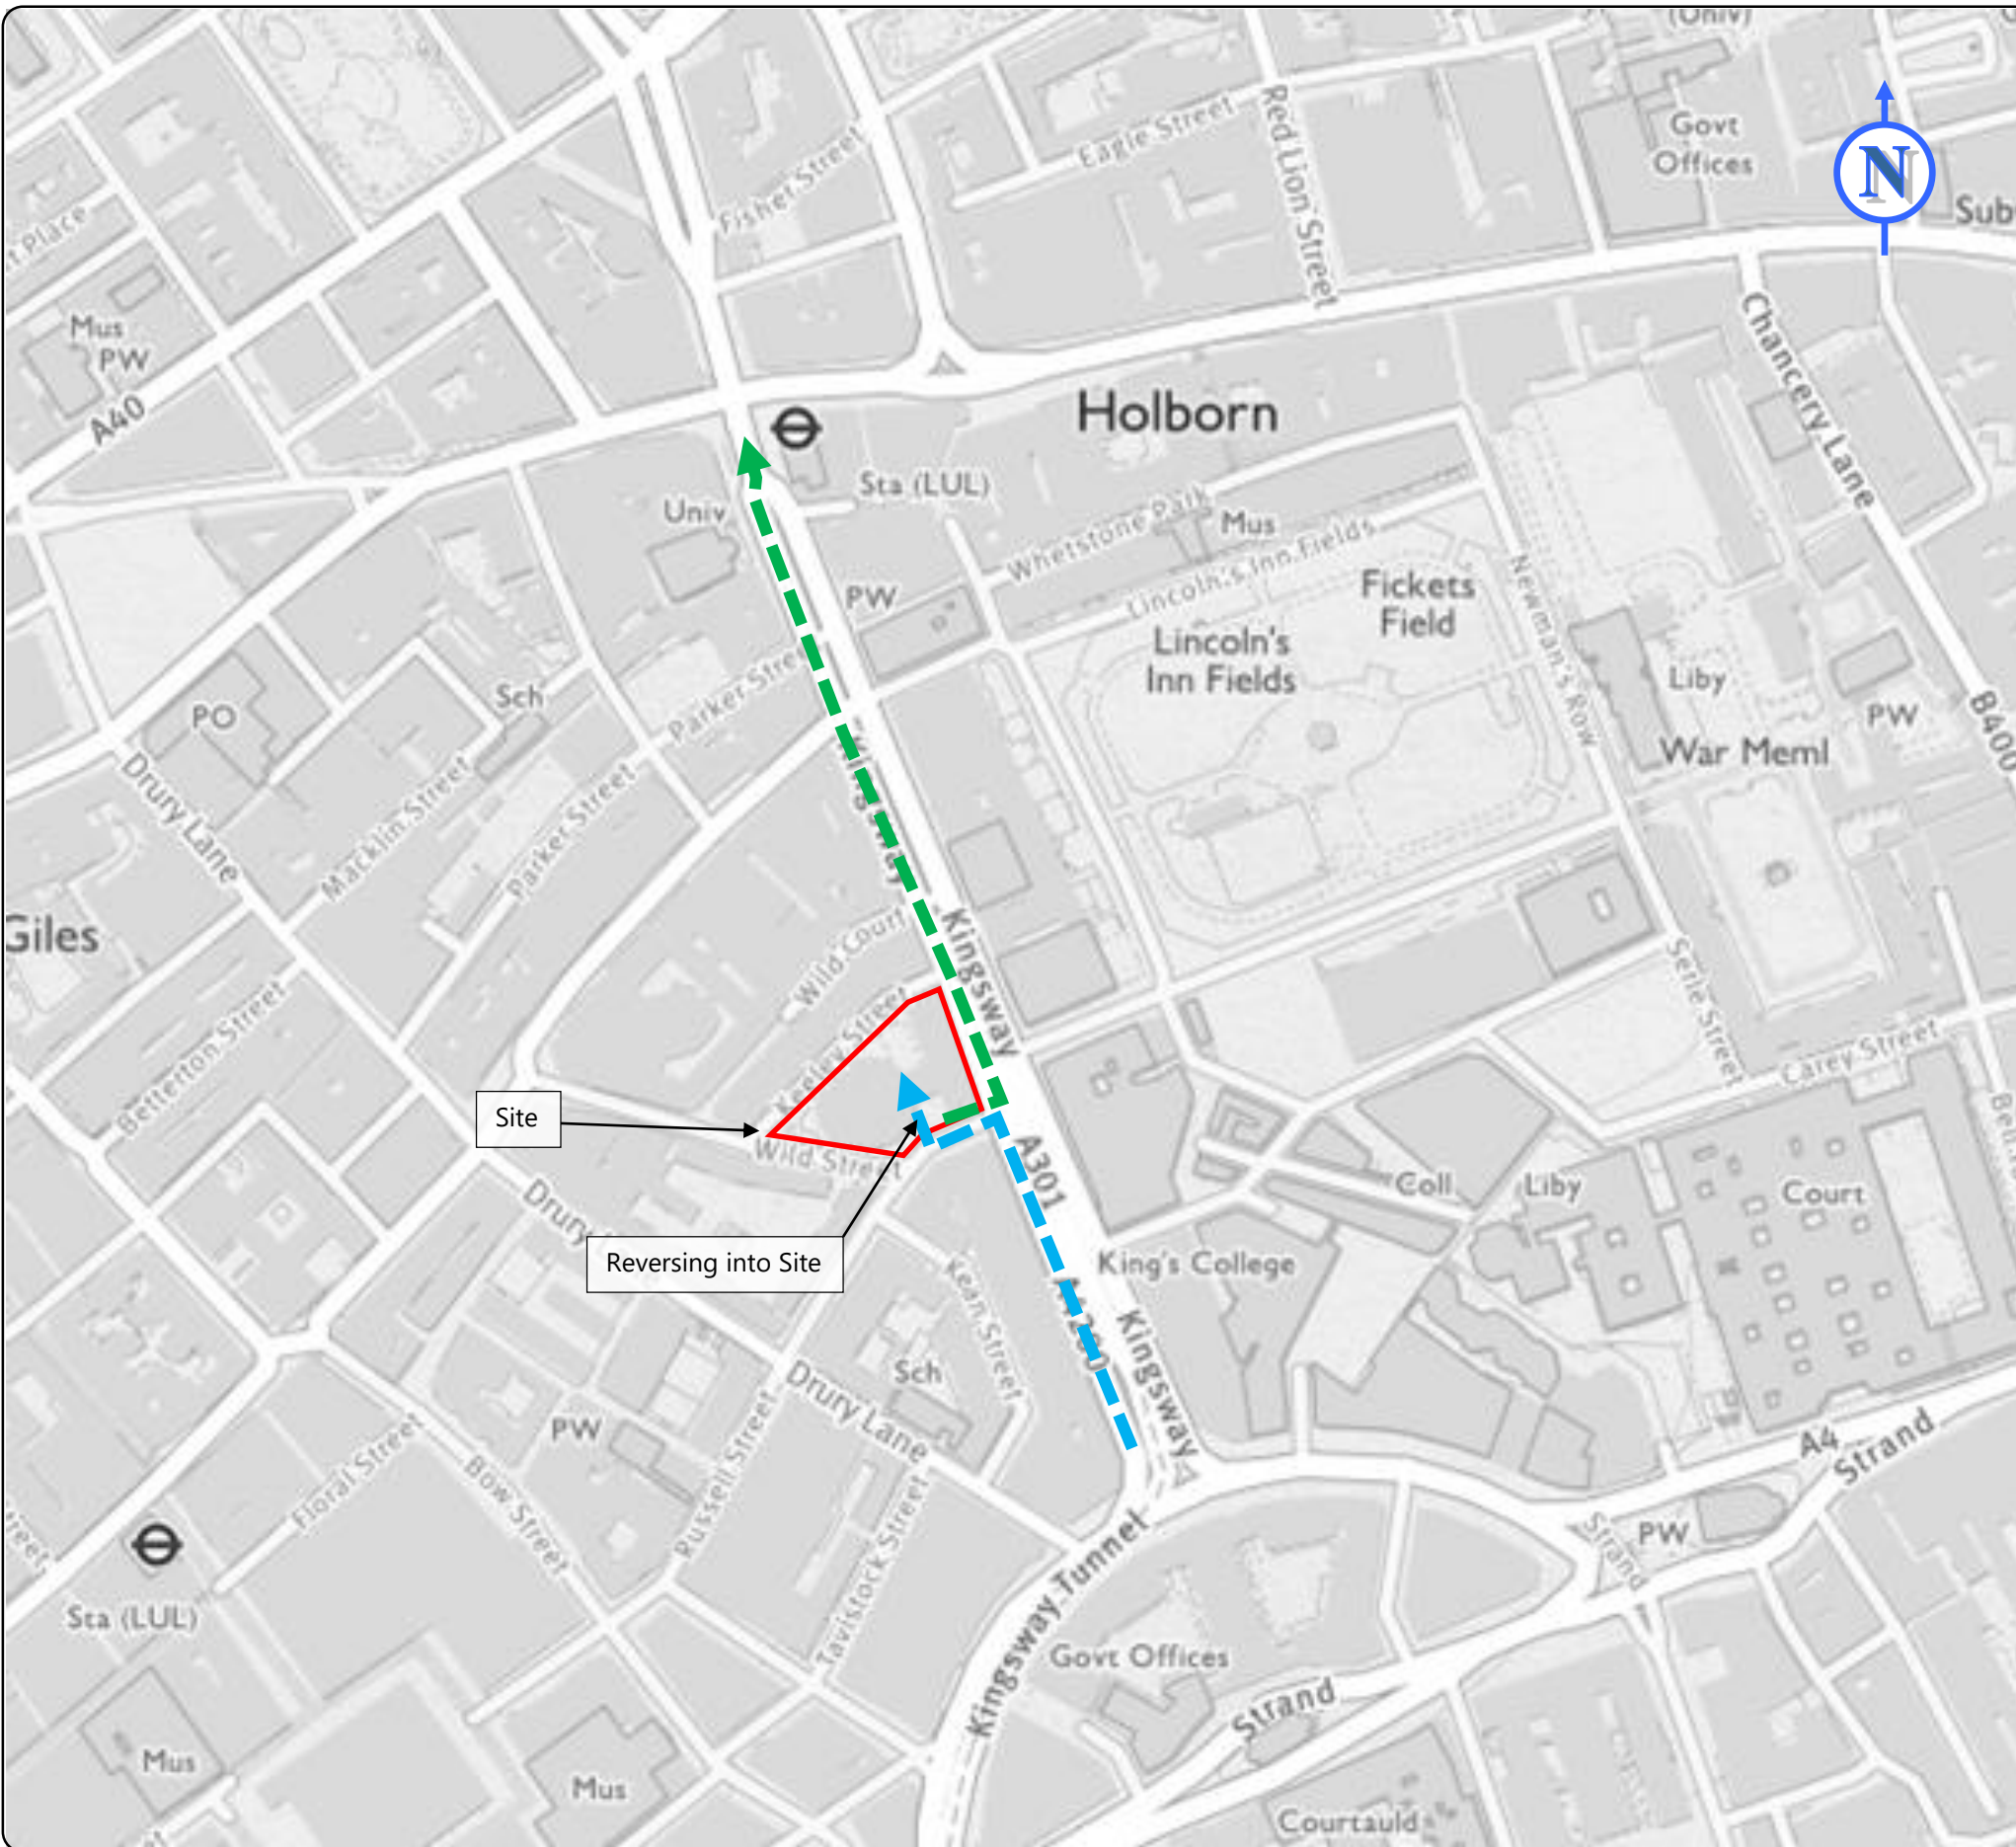 (Univ)
Govt
Offices
N
Sub
Eagle Street
Red Lion Street
Fisher Street
Place
Mus
PW
A40
Holborn
Chancery Lane
Sta (LUL)
Univ
Whetstone Park
Mus
Lincoln's Inn Fields
PW
Fickets
Field
Lincoln's
Inn Fields
Newman's Row
Liby
PW
War Meml
B400
Sch
PO
Parker Street
Drury Lane
Macklin Street
Parker Street
Kingsway
Giles
Wild Court
Kingsway
Serle Street
Betterton Street
Keeley Street
Carey Street
Site
Wild Street
A301
Coll
Liby
Court
Drury
Reversing into Site
King's College
Kean Street
Kingsway
Sch
Drury Lane
PW
Russell Street
Floral Street
Bow Street
Tavistock Street
A4
Strand
Strand
PW
Kingsway Tunnel
Sta (LUL)
Govt Offices
Strand
Mus
Mus
Courtauld